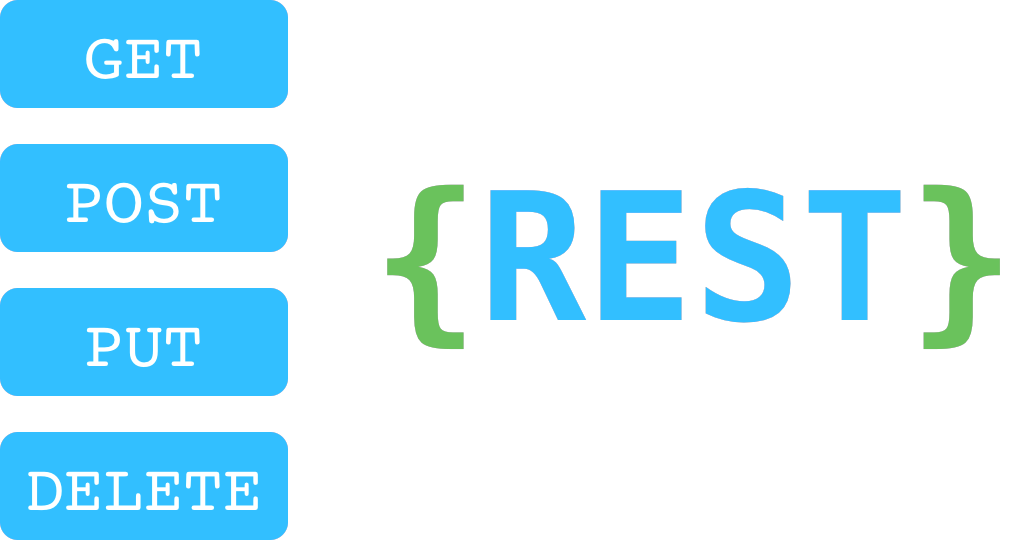 GET
POST
PUT
DELETE
{REST}